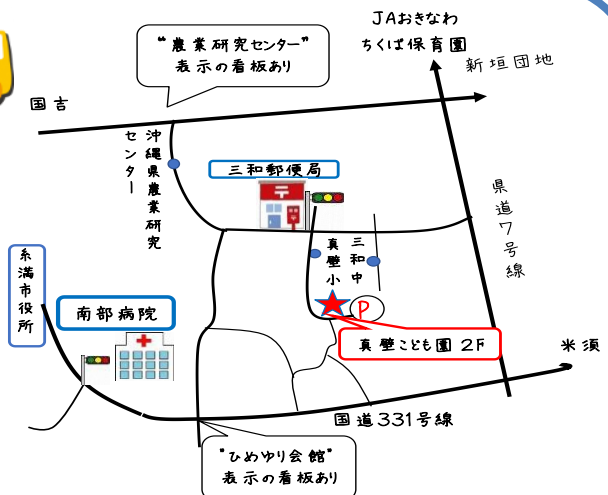 JAおきなわ
ちくば保育園
新垣団地
"農業研究センター"
表示の看板あり
国吉
沖縄県農業研究
センター
三和郵便局
〒
県道7号線
三和中
真壁小
糸満市役所
南部病院
P
真壁こども園 2F
米須
国道331号線
"ひめゆり会館"
表示の看板あり